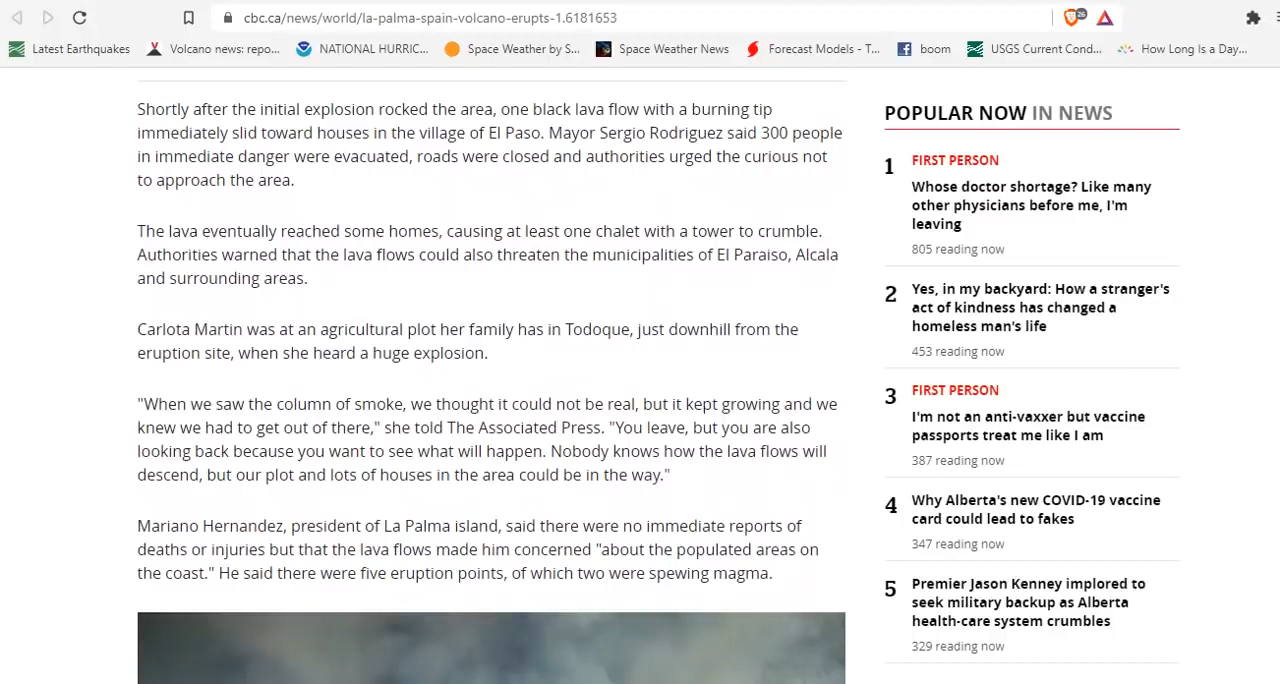 cbc.ca/news/world/la-palma-spain-volcano-erupts-1.6181653
26
Latest Earthquakes
Volcano news: repo...
NATIONAL HURRIC...
Space Weather by S...
Space Weather News
Forecast Models - T...
boom
USGS Current Cond...
How Long Is a Day...
Shortly after the initial explosion rocked the area, one black lava flow with a burning tip
immediately slid toward houses in the village of El Paso. Mayor Sergio Rodriguez said 300 people
in immediate danger were evacuated, roads were closed and authorities urged the curious not
to approach the area.
The lava eventually reached some homes, causing at least one chalet with a tower to crumble.
Authorities warned that the lava flows could also threaten the municipalities of El Paraiso, Alcala
and surrounding areas.
Carlota Martin was at an agricultural plot her family has in Todoque, just downhill from the
eruption site, when she heard a huge explosion.
"When we saw the column of smoke, we thought it could not be real, but it kept growing and we
knew we had to get out of there," she told The Associated Press. "You leave, but you are also
looking back because you want to see what will happen. Nobody knows how the lava flows will
descend, but our plot and lots of houses in the area could be in the way."
Mariano Hernandez, president of La Palma island, said there were no immediate reports of
deaths or injuries but that the lava flows made him concerned "about the populated areas on
the coast." He said there were five eruption points, of which two were spewing magma.
POPULAR NOW IN NEWS
1 FIRST PERSON
Whose doctor shortage? Like many
other physicians before me, I'm
leaving
805 reading now
2 Yes, in my backyard: How a stranger's
act of kindness has changed a
homeless man's life
453 reading now
3 FIRST PERSON
I'm not an anti-vaxxer but vaccine
passports treat me like I am
387 reading now
4 Why Alberta's new COVID-19 vaccine
card could lead to fakes
347 reading now
5 Premier Jason Kenney implored to
seek military backup as Alberta
health-care system crumbles
329 reading now